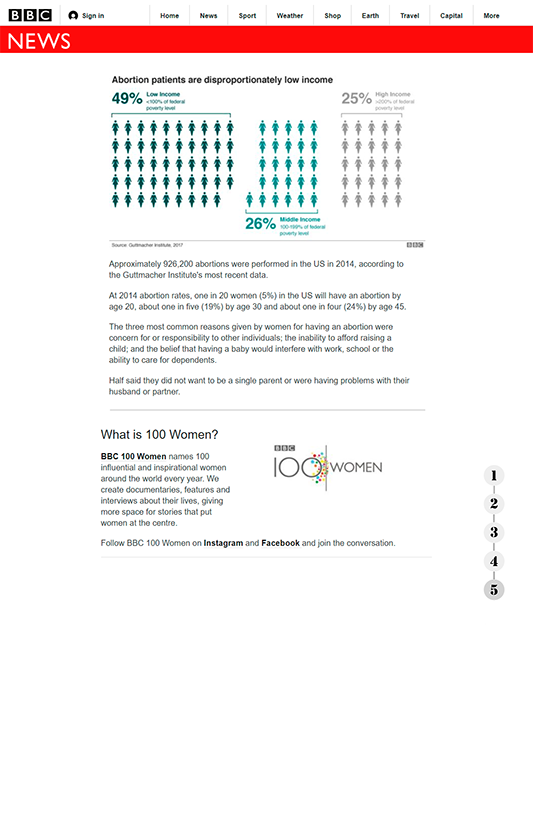 BBC Sign in Home News Sport Weather Shop Earth Travel Capital More
NEWS
Abortion patients are disproportionately low income
49% Low Income
<100% of federal
poverty level
25% High Income
>200% of federal
poverty level
26% Middle Income
100-199% of federal
poverty level
Source: Guttmacher Institute, 2017 BBC
Approximately 926,200 abortions were performed in the US in 2014, according to
the Guttmacher Institute's most recent data.
At 2014 abortion rates, one in 20 women (5%) in the US will have an abortion by
age 20, about one in five (19%) by age 30 and about one in four (24%) by age 45.
The three most common reasons given by women for having an abortion were
concern for or responsibility to other individuals; the inability to afford raising a
child; and the belief that having a baby would interfere with work, school or the
ability to care for dependents.
Half said they did not want to be a single parent or were having problems with their
husband or partner.
What is 100 Women?
BBC 100 Women names 100
influential and inspirational women
around the world every year. We
create documentaries, features and
interviews about their lives, giving
more space for stories that put
women at the centre.
BBC
100 WOMEN
Follow BBC 100 Women on Instagram and Facebook and join the conversation.
1
2
3
4
5